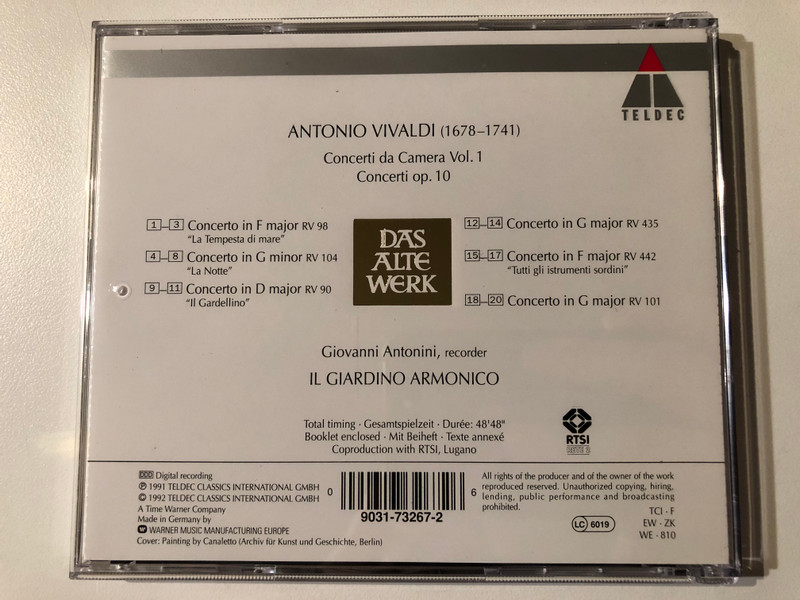 TELDEC
ANTONIO VIVALDI (1678–1741)
Concerti da Camera Vol. 1
Concerti op. 10
1–3 Concerto in F major RV 98
"La Tempesta di mare"
4–8 Concerto in G minor RV 104
"La Notte"
9–11 Concerto in D major RV 90
"Il Gardellino"
DAS
ALTE
WERK
12–14 Concerto in G major RV 435
15–17 Concerto in F major RV 442
"Tutti gli istrumenti sordini"
18–20 Concerto in G major RV 101
Giovanni Antonini, recorder
IL GIARDINO ARMONICO
Total timing · Gesamtspielzeit · Durée: 48'48"
Booklet enclosed · Mit Beiheft · Texte annexé
Coproduction with RTSI, Lugano
RTSI
DDD Digital recording
℗ 1991 TELDEC CLASSICS INTERNATIONAL GMBH
© 1992 TELDEC CLASSICS INTERNATIONAL GMBH
A Time Warner Company
Made in Germany by
WARNER MUSIC MANUFACTURING EUROPE
Cover: Painting by Canaletto (Archiv für Kunst und Geschichte, Berlin)
0 6
9031-73267-2
All rights of the producer and of the owner of the work
reproduced reserved. Unauthorized copying, hiring,
lending, public performance and broadcasting
prohibited.
LC 6019
TCI · F
EW · ZK
WE · 810